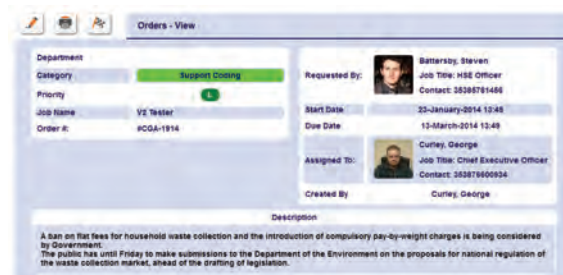 Orders - View
Department
Category Support Coding
Priority L
Job Name V2 Tester
Order #: #CGA-1914
Requested By:
Battersby, Steven
Job Title: HSE Officer
Contact: 35385781486
Start Date 23-January-2014 13:48
Due Date 13-March-2014 13:48
Assigned To:
Curley, George
Job Title: Chief Executive Officer
Contact: 353876600934
Created By Curley, George
Description
A ban on flat fees for household waste collection and the introduction of compulsory pay-by-weight charges is being considered
by Government.
The public has until Friday to make submissions to the Department of the Environment on the proposals for national regulation of
the waste collection market, ahead of the drafting of legislation.